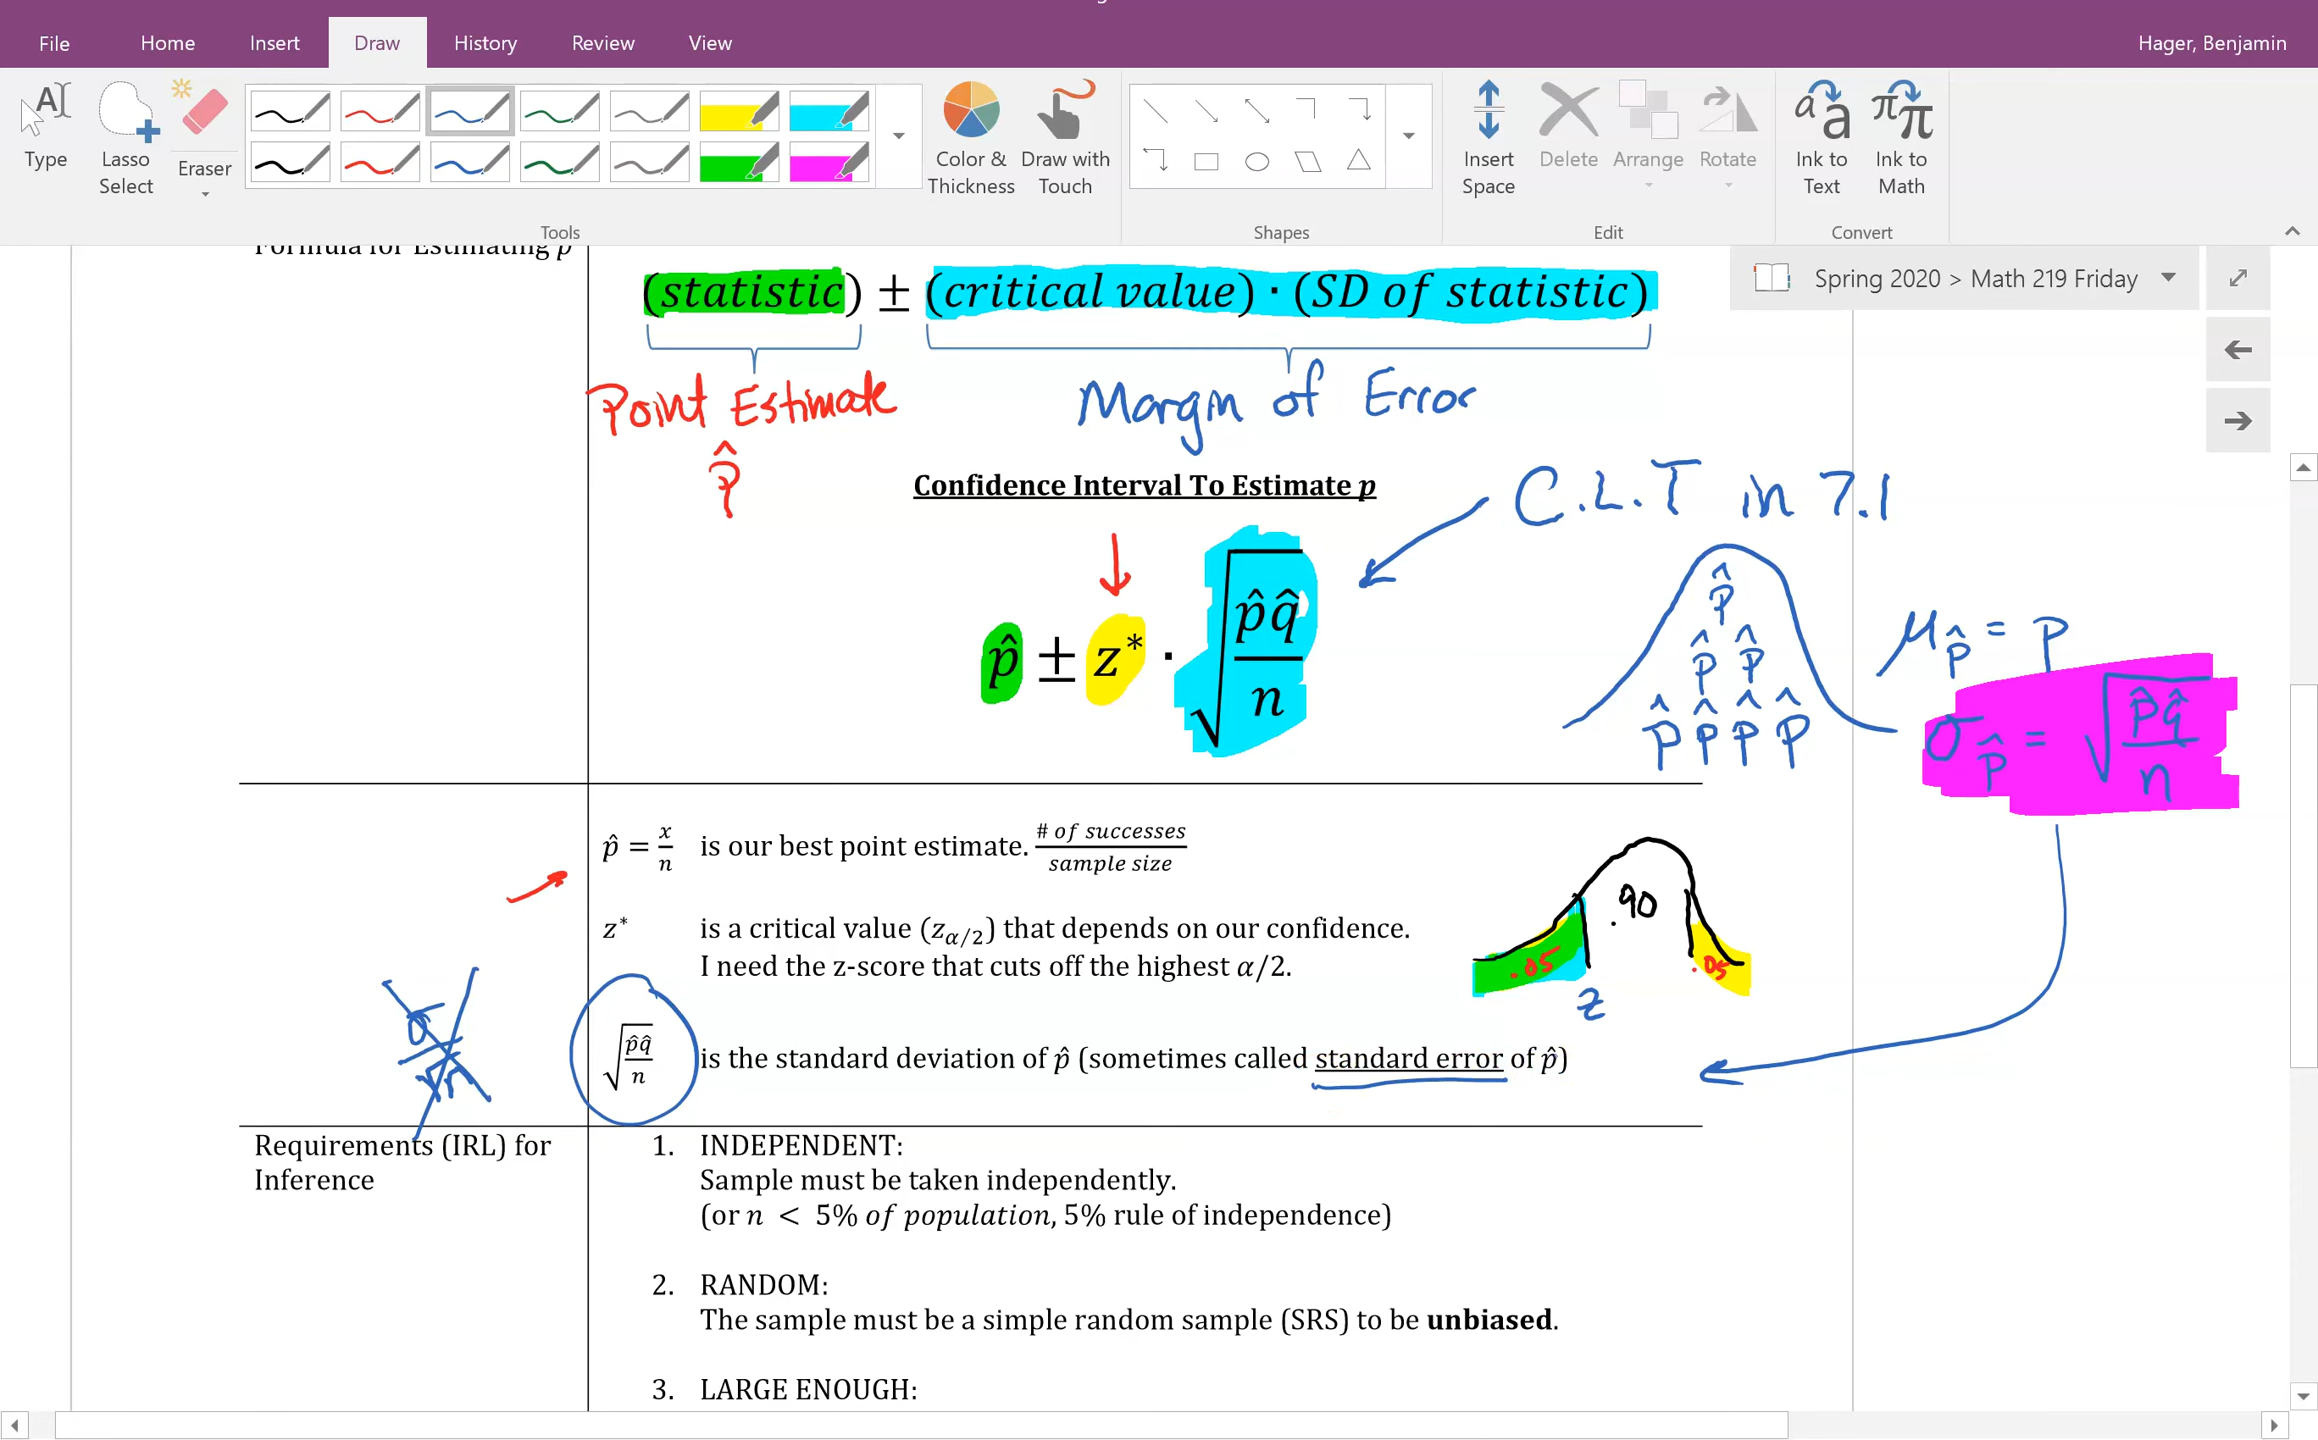 File Home Insert Draw History Review View Hager, Benjamin
Type Lasso Select Eraser Color & Thickness Draw with Touch Insert Space Delete Arrange Rotate Ink to Text Ink to Math
Tools Shapes Edit Convert
Spring 2020 > Math 219 Friday
Formula for Estimating p
(statistic) ± (critical value) · (SD of statistic)
Point Estimate
p̂
Margin of Error
Confidence Interval To Estimate p
C.L.T in 7.1
p̂ ± z* · √(p̂q̂/n)
p̂
p̂ p̂
p̂ p̂ p̂ p̂
μp̂ = p
σp̂ = √(p̂q̂/n)
p̂ = x/n is our best point estimate. # of successes/sample size
z* is a critical value (zα/2) that depends on our confidence.
I need the z-score that cuts off the highest α/2.
.90
.05 .05
z
σ/√n
√(p̂q̂/n) is the standard deviation of p̂ (sometimes called standard error of p̂)
Requirements (IRL) for
Inference
1. INDEPENDENT:
Sample must be taken independently.
(or n < 5% of population, 5% rule of independence)
2. RANDOM:
The sample must be a simple random sample (SRS) to be unbiased.
3. LARGE ENOUGH: